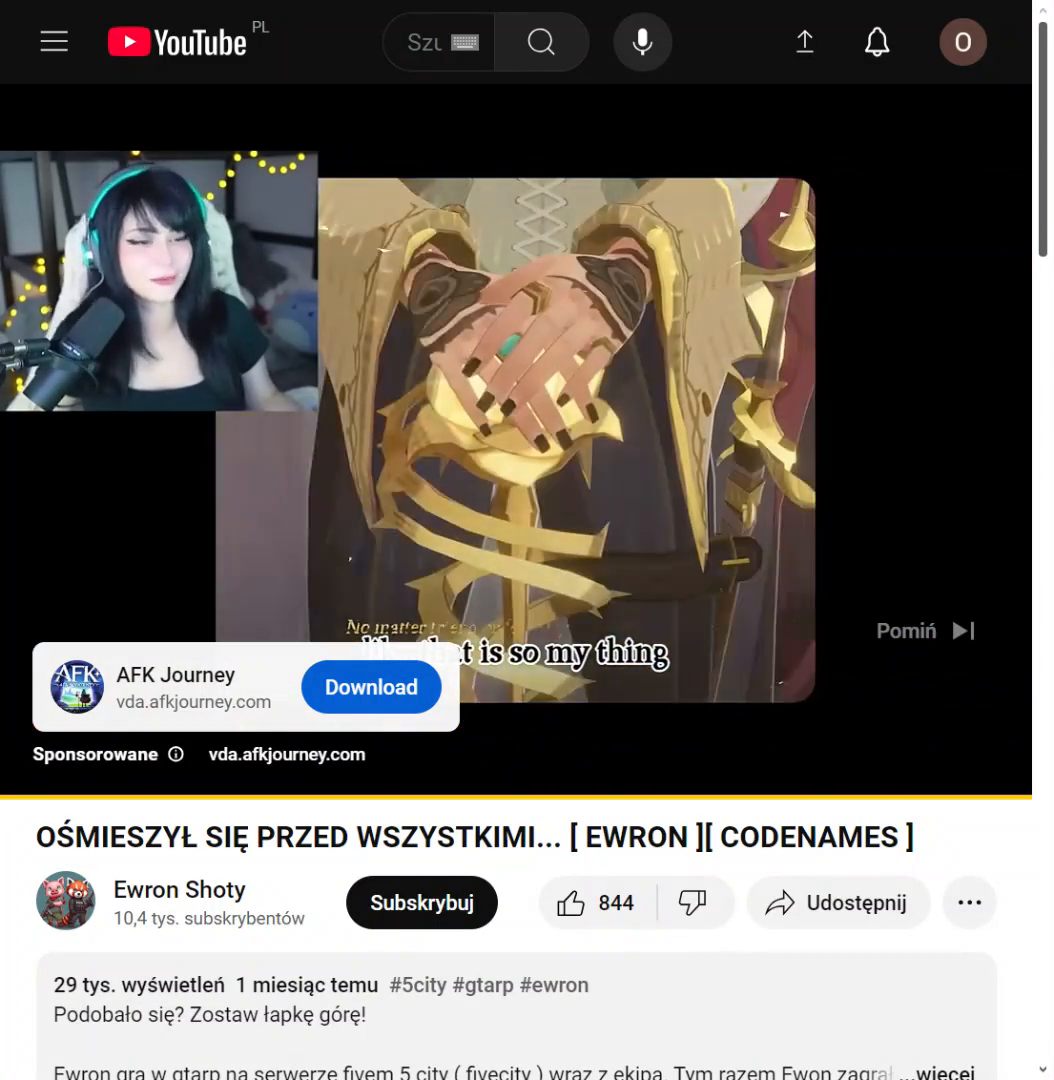 YouTube PL
Szu
O
No matter
that is so my thing
Pomiń
AFK
AFK Journey
vda.afkjourney.com
Download
Sponsorowane
vda.afkjourney.com
OŚMIESZYŁ SIĘ PRZED WSZYSTKIMI... [ EWRON ][ CODENAMES ]
Ewron Shoty
10,4 tys. subskrybentów
Subskrybuj
844
Udostępnij
29 tys. wyświetleń 1 miesiąc temu #5city #gtarp #ewron
Podobało się? Zostaw łapkę górę!
Ewron gra w gtarp na serwerze fivem 5 city ( fivecity ) wraz z ekipą. Tym razem Ewon zagrał ...więcej